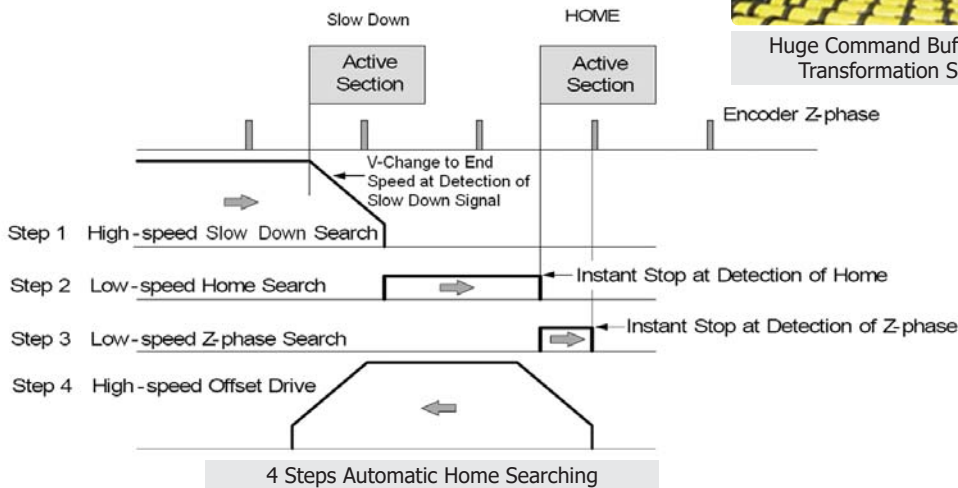 Slow Down
HOME
Active
Section
Active
Section
Huge Command Buf
Transformation S
Encoder Z-phase
V-Change to End
Speed at Detection of
Slow Down Signal
Step 1 High-speed Slow Down Search
Step 2 Low-speed Home Search
Instant Stop at Detection of Home
Step 3 Low-speed Z-phase Search
Instant Stop at Detection of Z-phase
Step 4 High-speed Offset Drive
4 Steps Automatic Home Searching